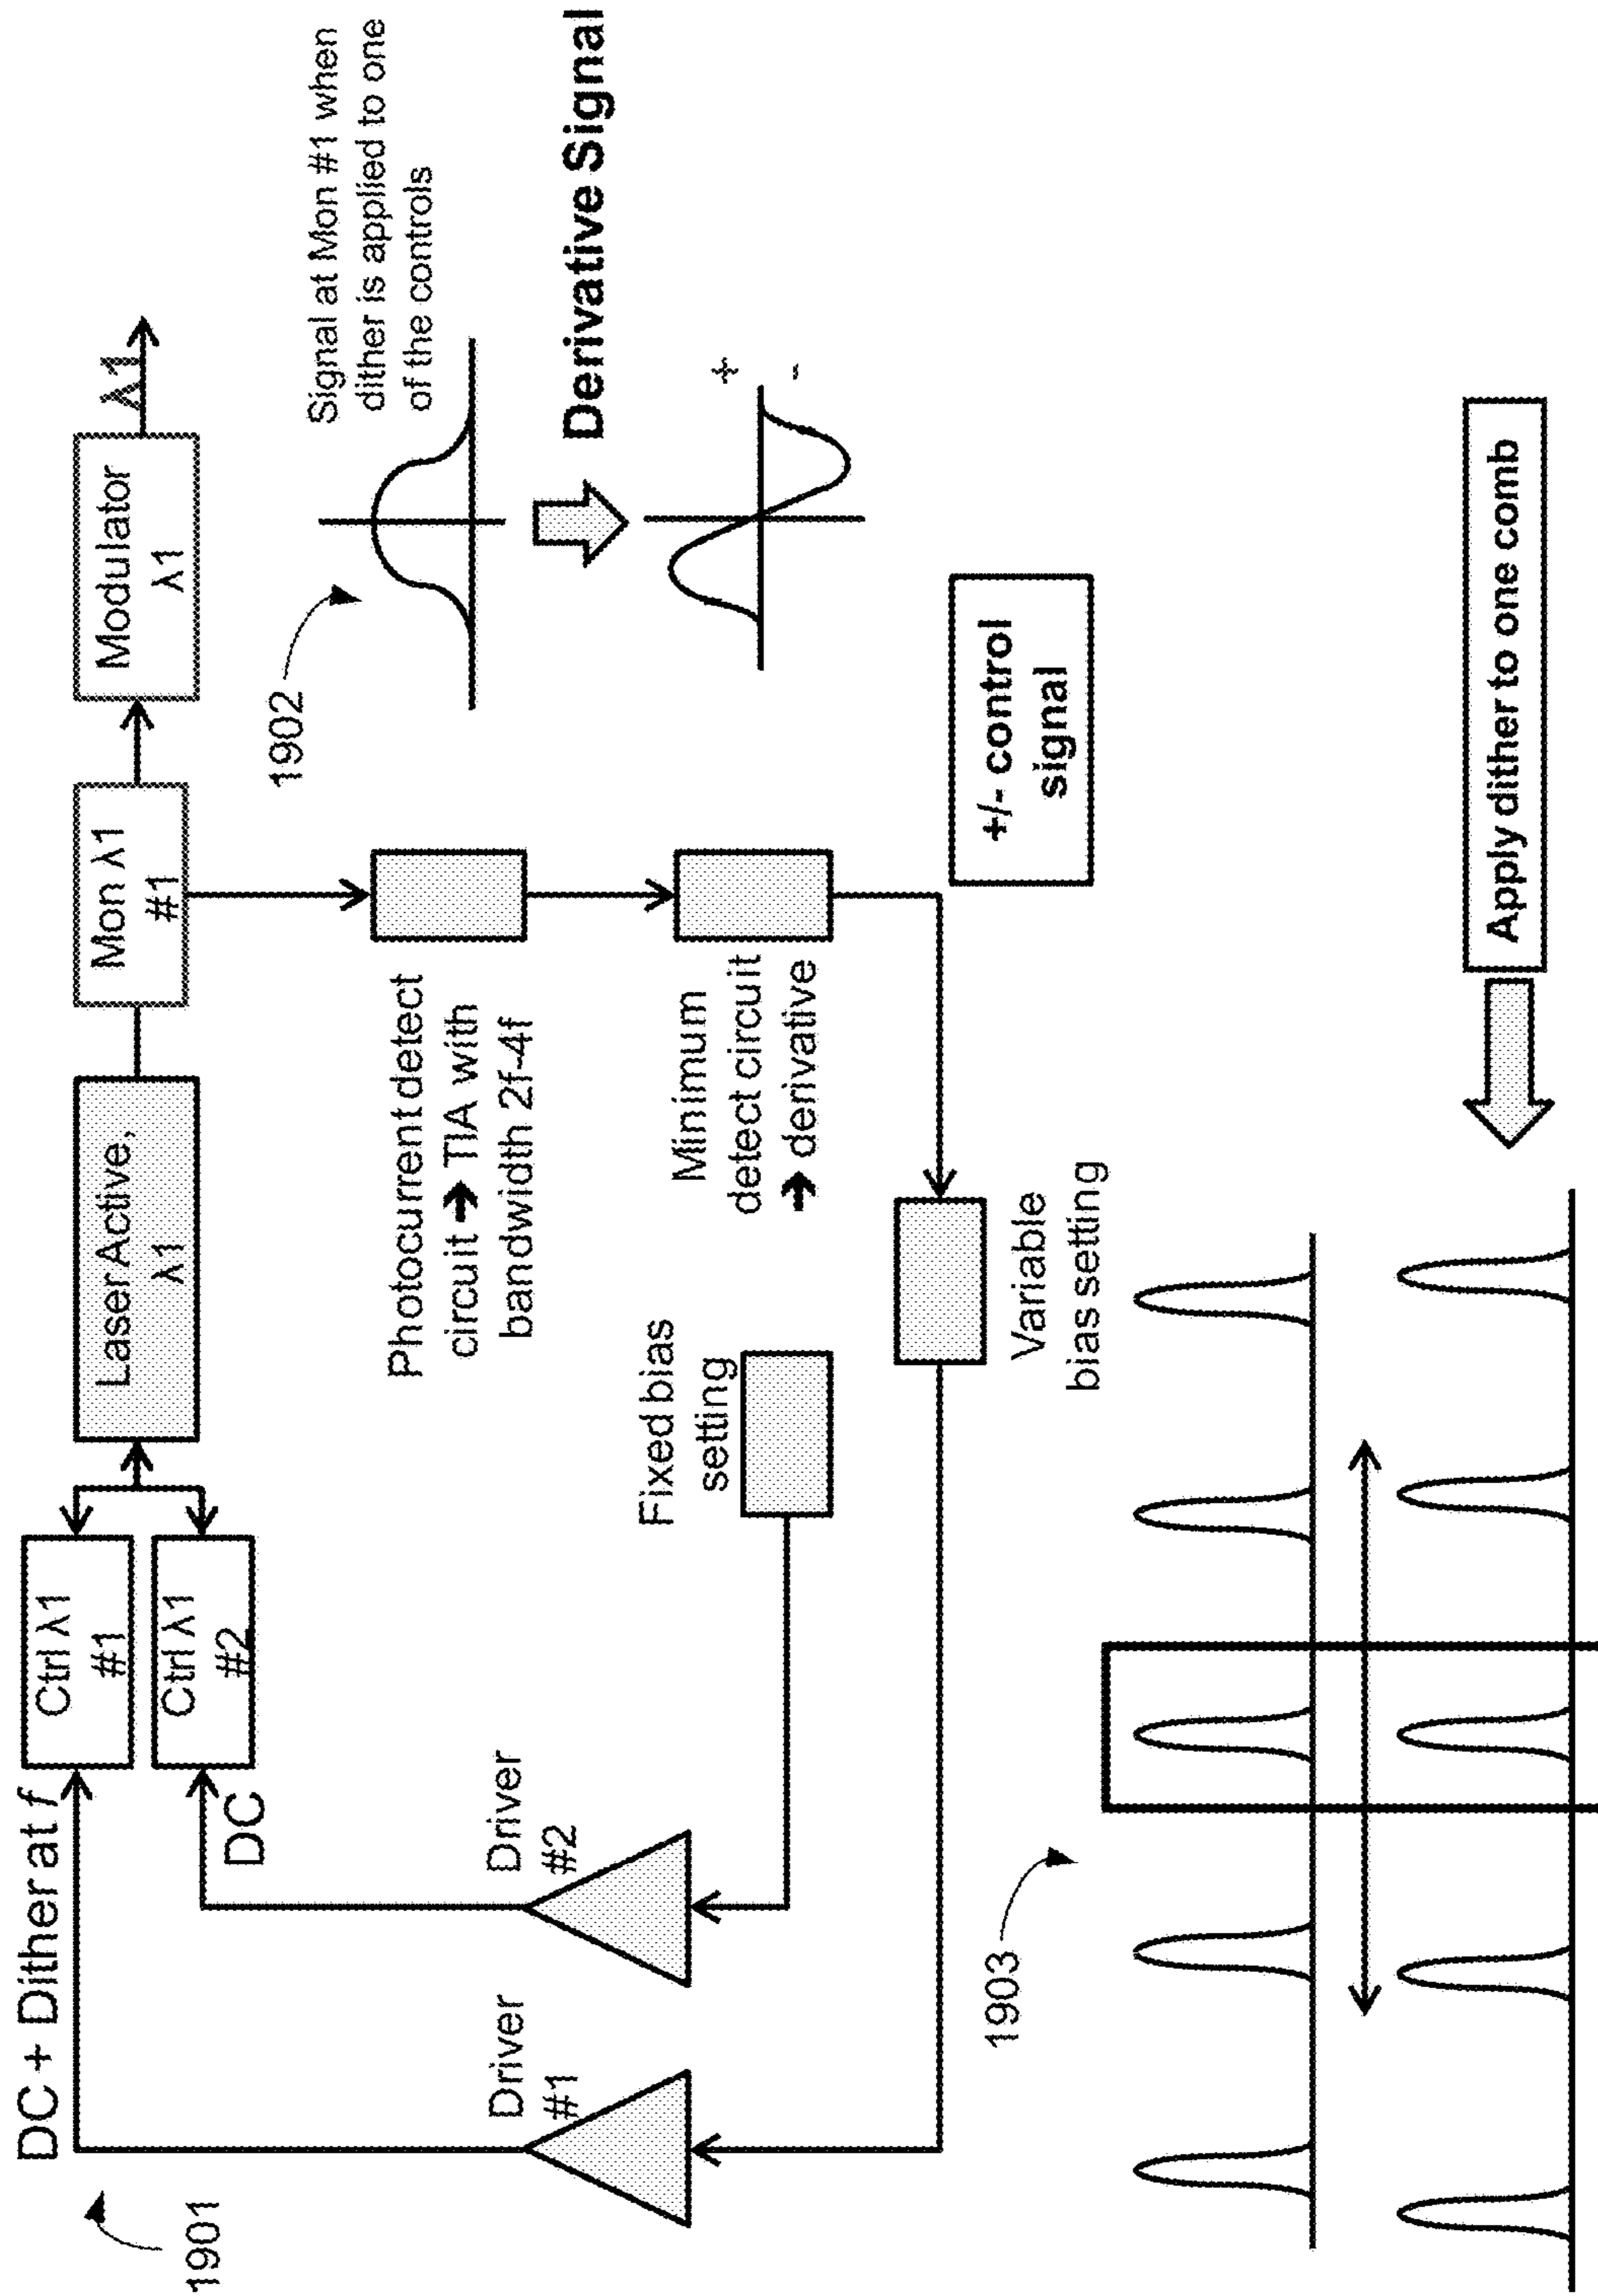 1901
DC + Dither at f
Ctrl λ1
#1
Ctrl λ1
#2
DC
Laser Active,
λ1
Mon λ1
#1
Modulator
λ1
λ1
Driver
#1
Driver
#2
Fixed bias
setting
Photocurrent detect
circuit ➔ TIA with
bandwidth 2f-4f
Minimum
detect circuit
➔ derivative
Variable
bias setting
1902
Signal at Mon #1 when
dither is applied to one
of the controls
Derivative Signal
+
-
+/- control
signal
1903
Apply dither to one comb